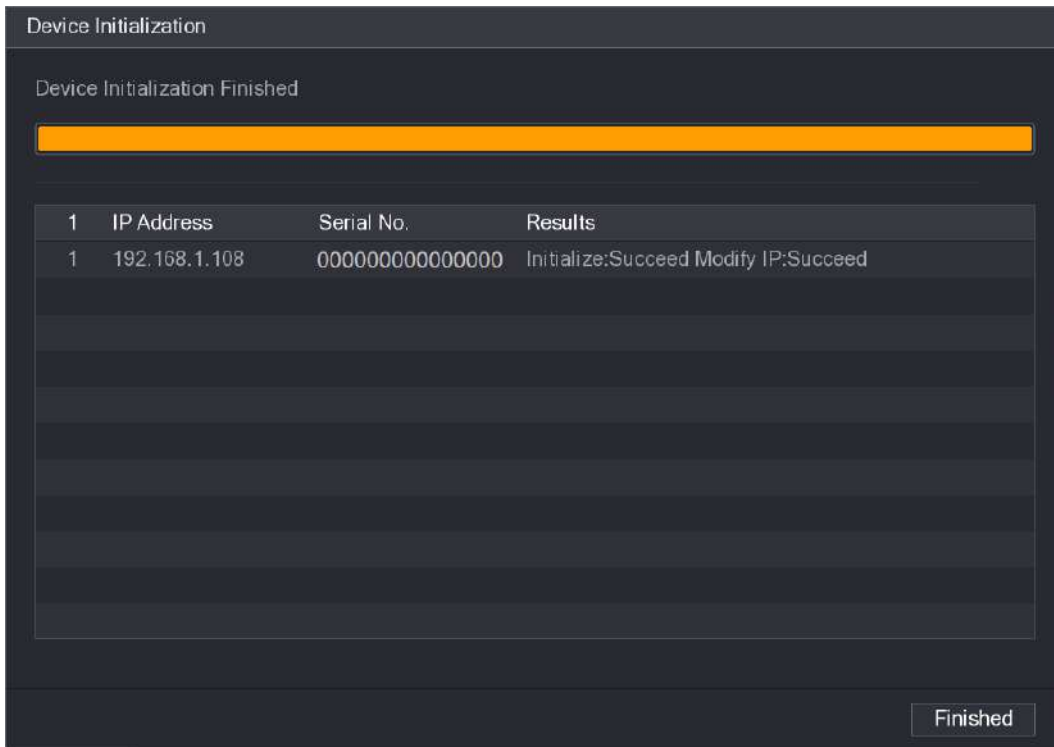 Device Initialization
Device Initialization Finished
1 IP Address Serial No. Results
1 192.168.1.108 000000000000000 Initialize:Succeed Modify IP:Succeed
Finished